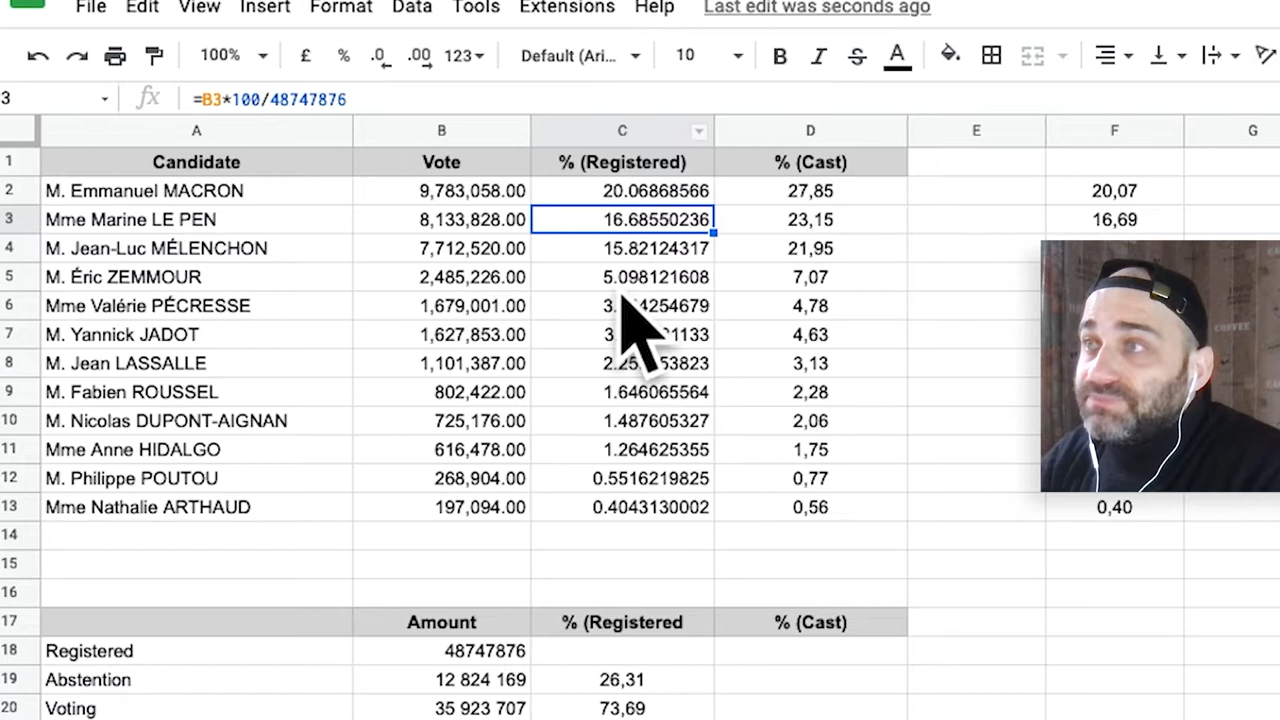 File Edit View Insert Format Data Tools Extensions Help Last edit was seconds ago
100% £ % .0 .00 123 Default (Ari... 10 B I S A
3 fx =B3*100/48747876
A B C D E F G
1 Candidate Vote % (Registered) % (Cast)
2 M. Emmanuel MACRON 9,783,058.00 20.06868566 27,85 20,07
3 Mme Marine LE PEN 8,133,828.00 16.68550236 23,15 16,69
4 M. Jean-Luc MÉLENCHON 7,712,520.00 15.82124317 21,95
5 M. Éric ZEMMOUR 2,485,226.00 5.098121608 7,07
6 Mme Valérie PÉCRESSE 1,679,001.00 4,78
7 M. Yannick JADOT 1,627,853.00 4,63
8 M. Jean LASSALLE 1,101,387.00 3,13
9 M. Fabien ROUSSEL 802,422.00 1.646065564 2,28
10 M. Nicolas DUPONT-AIGNAN 725,176.00 1.487605327 2,06
11 Mme Anne HIDALGO 616,478.00 1.264625355 1,75
12 M. Philippe POUTOU 268,904.00 0.5516219825 0,77
13 Mme Nathalie ARTHAUD 197,094.00 0.4043130002 0,56 0,40
14
15
16
17 Amount % (Registered % (Cast)
18 Registered 48747876
19 Abstention 12 824 169 26,31
20 Voting 35 923 707 73,69
COFFEE